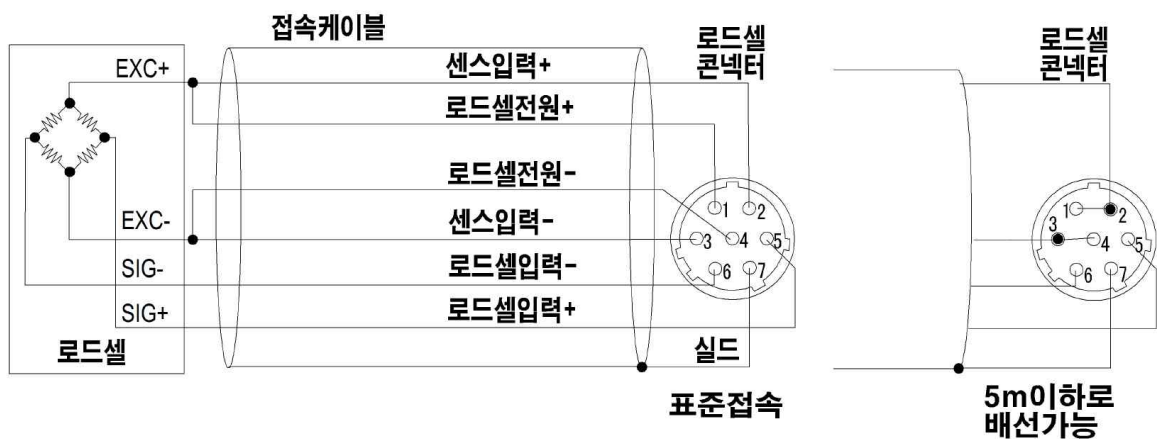 접속케이블
로드셀
콘넥터
EXC+
센스입력+
로드셀전원+
로드셀전원-
EXC-
센스입력-
SIG-
로드셀입력-
SIG+
로드셀입력+
로드셀
실드
표준접속
1
2
3
4
5
6
7
로드셀
콘넥터
1
2
3
4
5
6
7
5m이하로
배선가능